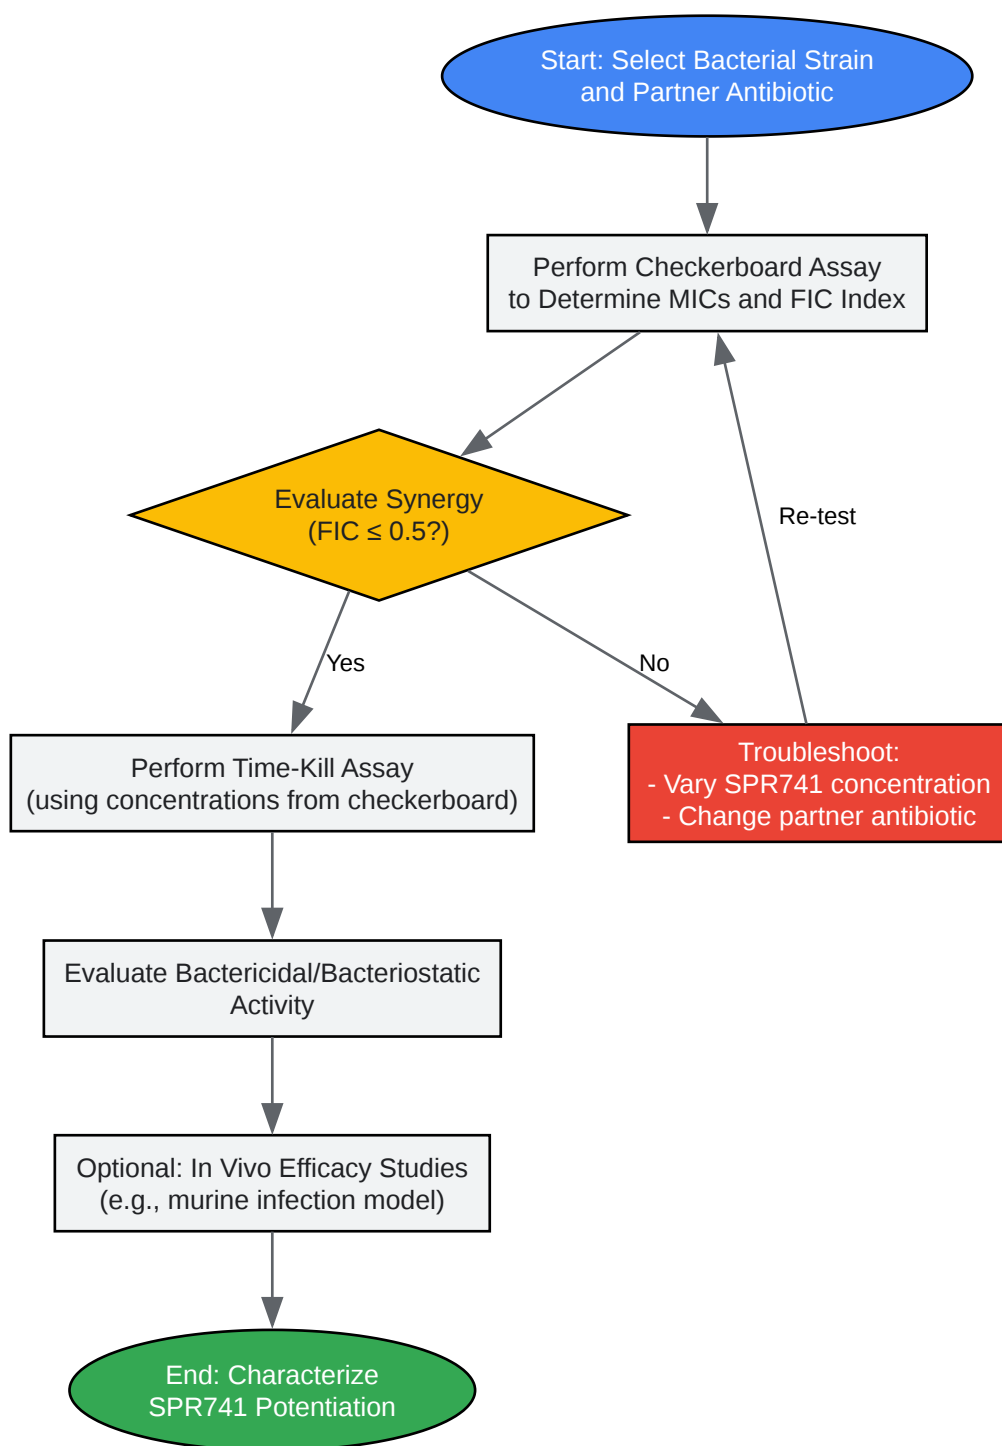 Start: Select Bacterial Strain
and Partner Antibiotic
Perform Checkerboard Assay
to Determine MICs and FIC Index
Evaluate Synergy
(FIC ≤ 0.5?)
Re-test
Yes
No
Troubleshoot:
- Vary SPR741 concentration
- Change partner antibiotic
Perform Time-Kill Assay
(using concentrations from checkerboard)
Evaluate Bactericidal/Bacteriostatic
Activity
Optional: In Vivo Efficacy Studies
(e.g., murine infection model)
End: Characterize
SPR741 Potentiation